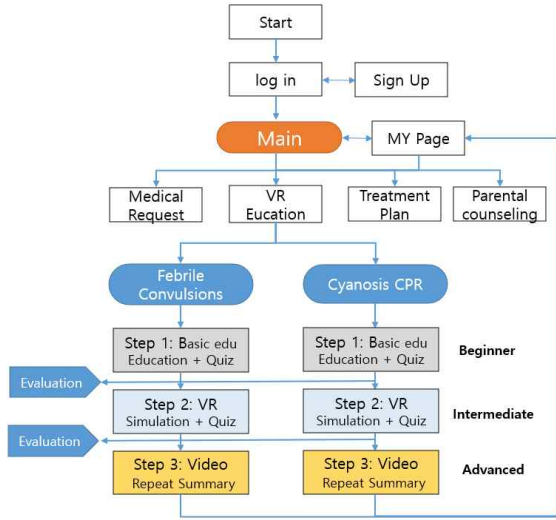 Start
log in
Sign Up
Main
MY Page
Medical
Request
VR
Eucation
Treatment
Plan
Parental
counseling
Febrile
Convulsions
Cyanosis CPR
Step 1: Basic edu
Education + Quiz
Step 1: Basic edu
Education + Quiz
Beginner
Evaluation
Step 2: VR
Simulation + Quiz
Step 2: VR
Simulation + Quiz
Intermediate
Evaluation
Step 3: Video
Repeat Summary
Step 3: Video
Repeat Summary
Advanced